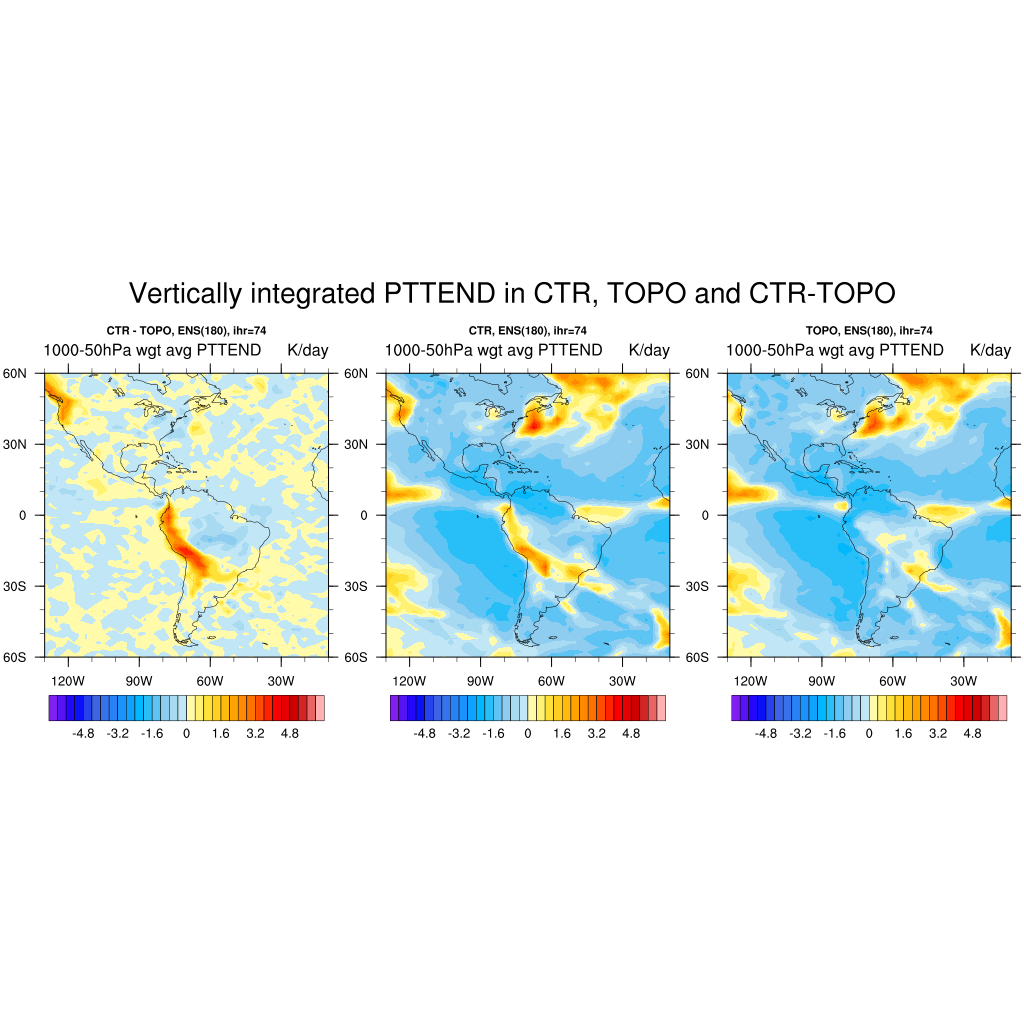 Vertically integrated PTTEND in CTR, TOPO and CTR-TOPO
CTR - TOPO, ENS(180), ihr=74
1000-50hPa wgt avg PTTEND K/day
60N
30N
0
30S
60S
120W 90W 60W 30W
-4.8 -3.2 -1.6 0 1.6 3.2 4.8
CTR, ENS(180), ihr=74
1000-50hPa wgt avg PTTEND K/day
60N
30N
0
30S
60S
120W 90W 60W 30W
-4.8 -3.2 -1.6 0 1.6 3.2 4.8
TOPO, ENS(180), ihr=74
1000-50hPa wgt avg PTTEND K/day
60N
30N
0
30S
60S
120W 90W 60W 30W
-4.8 -3.2 -1.6 0 1.6 3.2 4.8